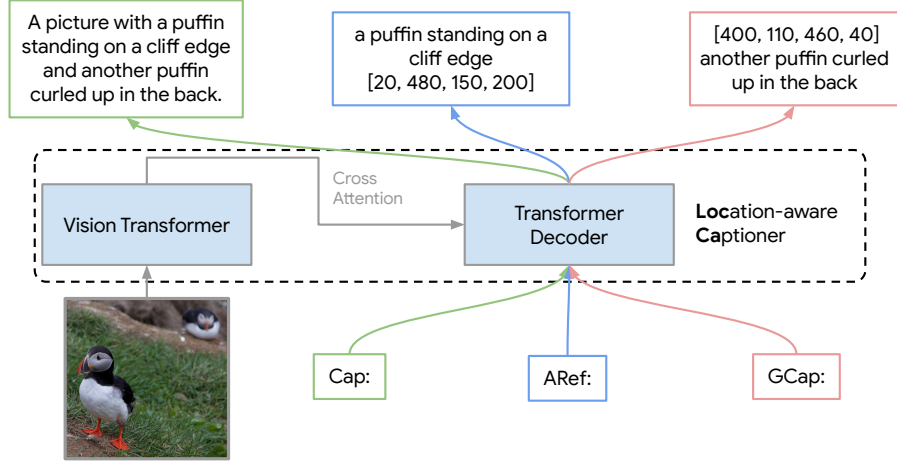 A picture with a puffin
standing on a cliff edge
and another puffin
curled up in the back.
a puffin standing on a
cliff edge
[20, 480, 150, 200]
[400, 110, 460, 40]
another puffin curled
up in the back
Vision Transformer
Cross
Attention
Transformer
Decoder
Location-aware
Captioner
Cap:
ARef:
GCap: